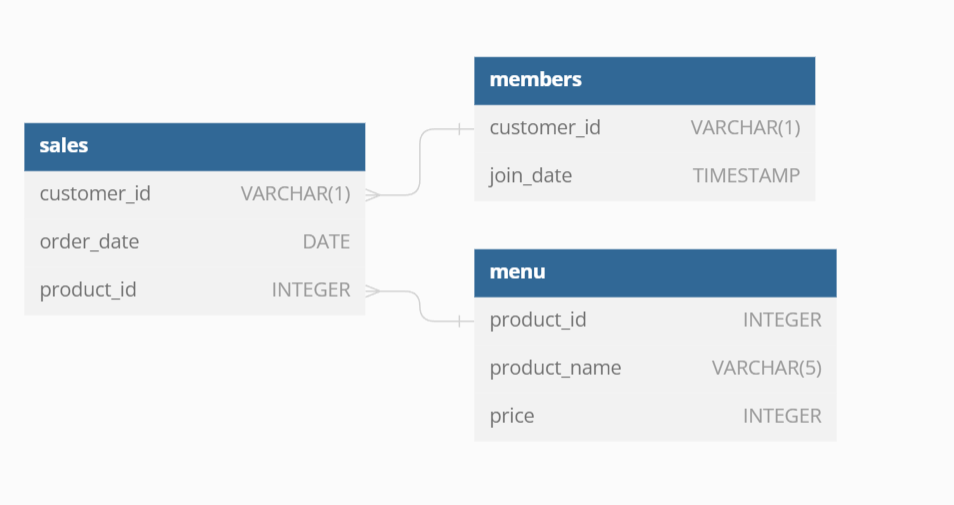 sales
customer_id VARCHAR(1)
order_date DATE
product_id INTEGER
members
customer_id VARCHAR(1)
join_date TIMESTAMP
menu
product_id INTEGER
product_name VARCHAR(5)
price INTEGER